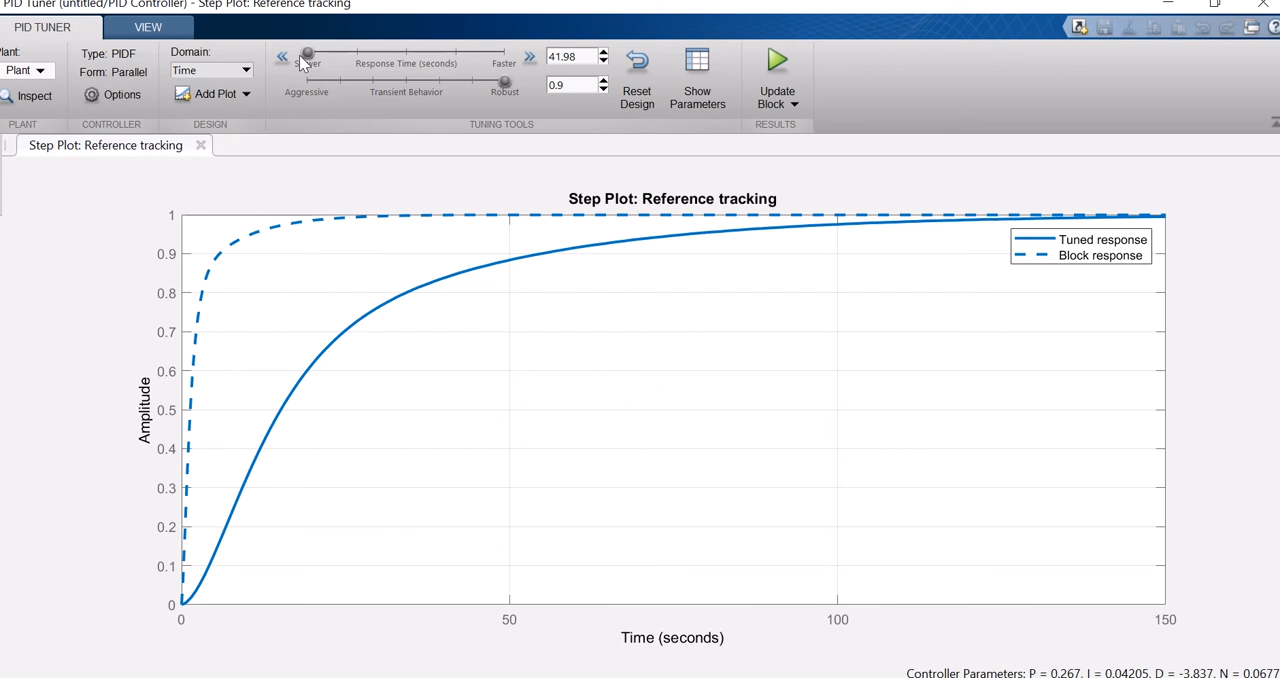 PID Tuner (untitled/PID Controller) - Step Plot: Reference tracking
PID TUNER
VIEW
Plant:
Plant
Inspect
PLANT
Type: PIDF
Form: Parallel
Options
CONTROLLER
Domain:
Time
Add Plot
DESIGN
Response Time (seconds)
Faster
41.98
Aggressive
Transient Behavior
Robust
0.9
Reset
Design
Show
Parameters
TUNING TOOLS
Update
Block
RESULTS
Step Plot: Reference tracking
Step Plot: Reference tracking
Tuned response
Block response
Amplitude
1
0.9
0.8
0.7
0.6
0.5
0.4
0.3
0.2
0.1
0
0
50
100
150
Time (seconds)
Controller Parameters: P = 0.267, I = 0.04205, D = -3.837, N = 0.0677